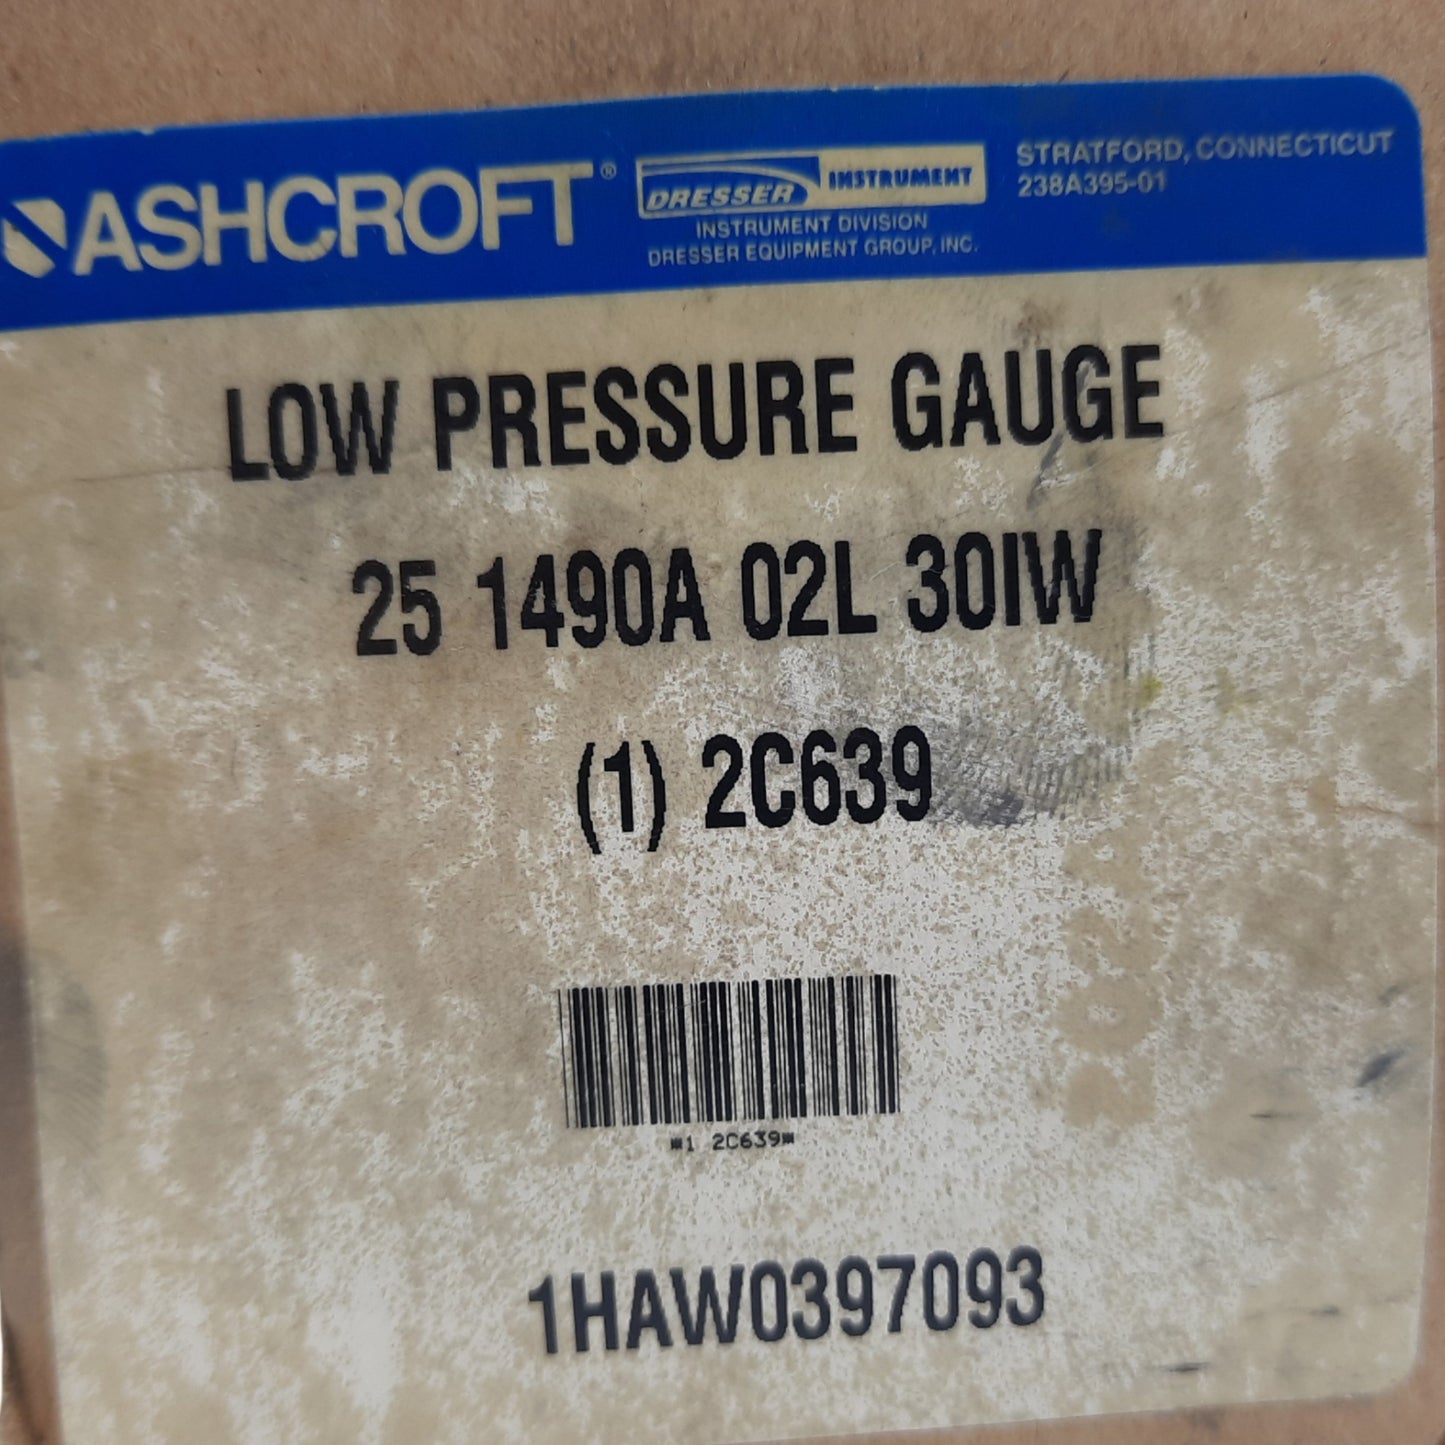 ASHCROFT®
DRESSER INSTRUMENT
INSTRUMENT DIVISION
DRESSER EQUIPMENT GROUP, INC.
STRATFORD, CONNECTICUT
238A395-01
LOW PRESSURE GAUGE
25 1490A 02L 30IW
(1) 2C639
*1 2C639*
1HAW0397093